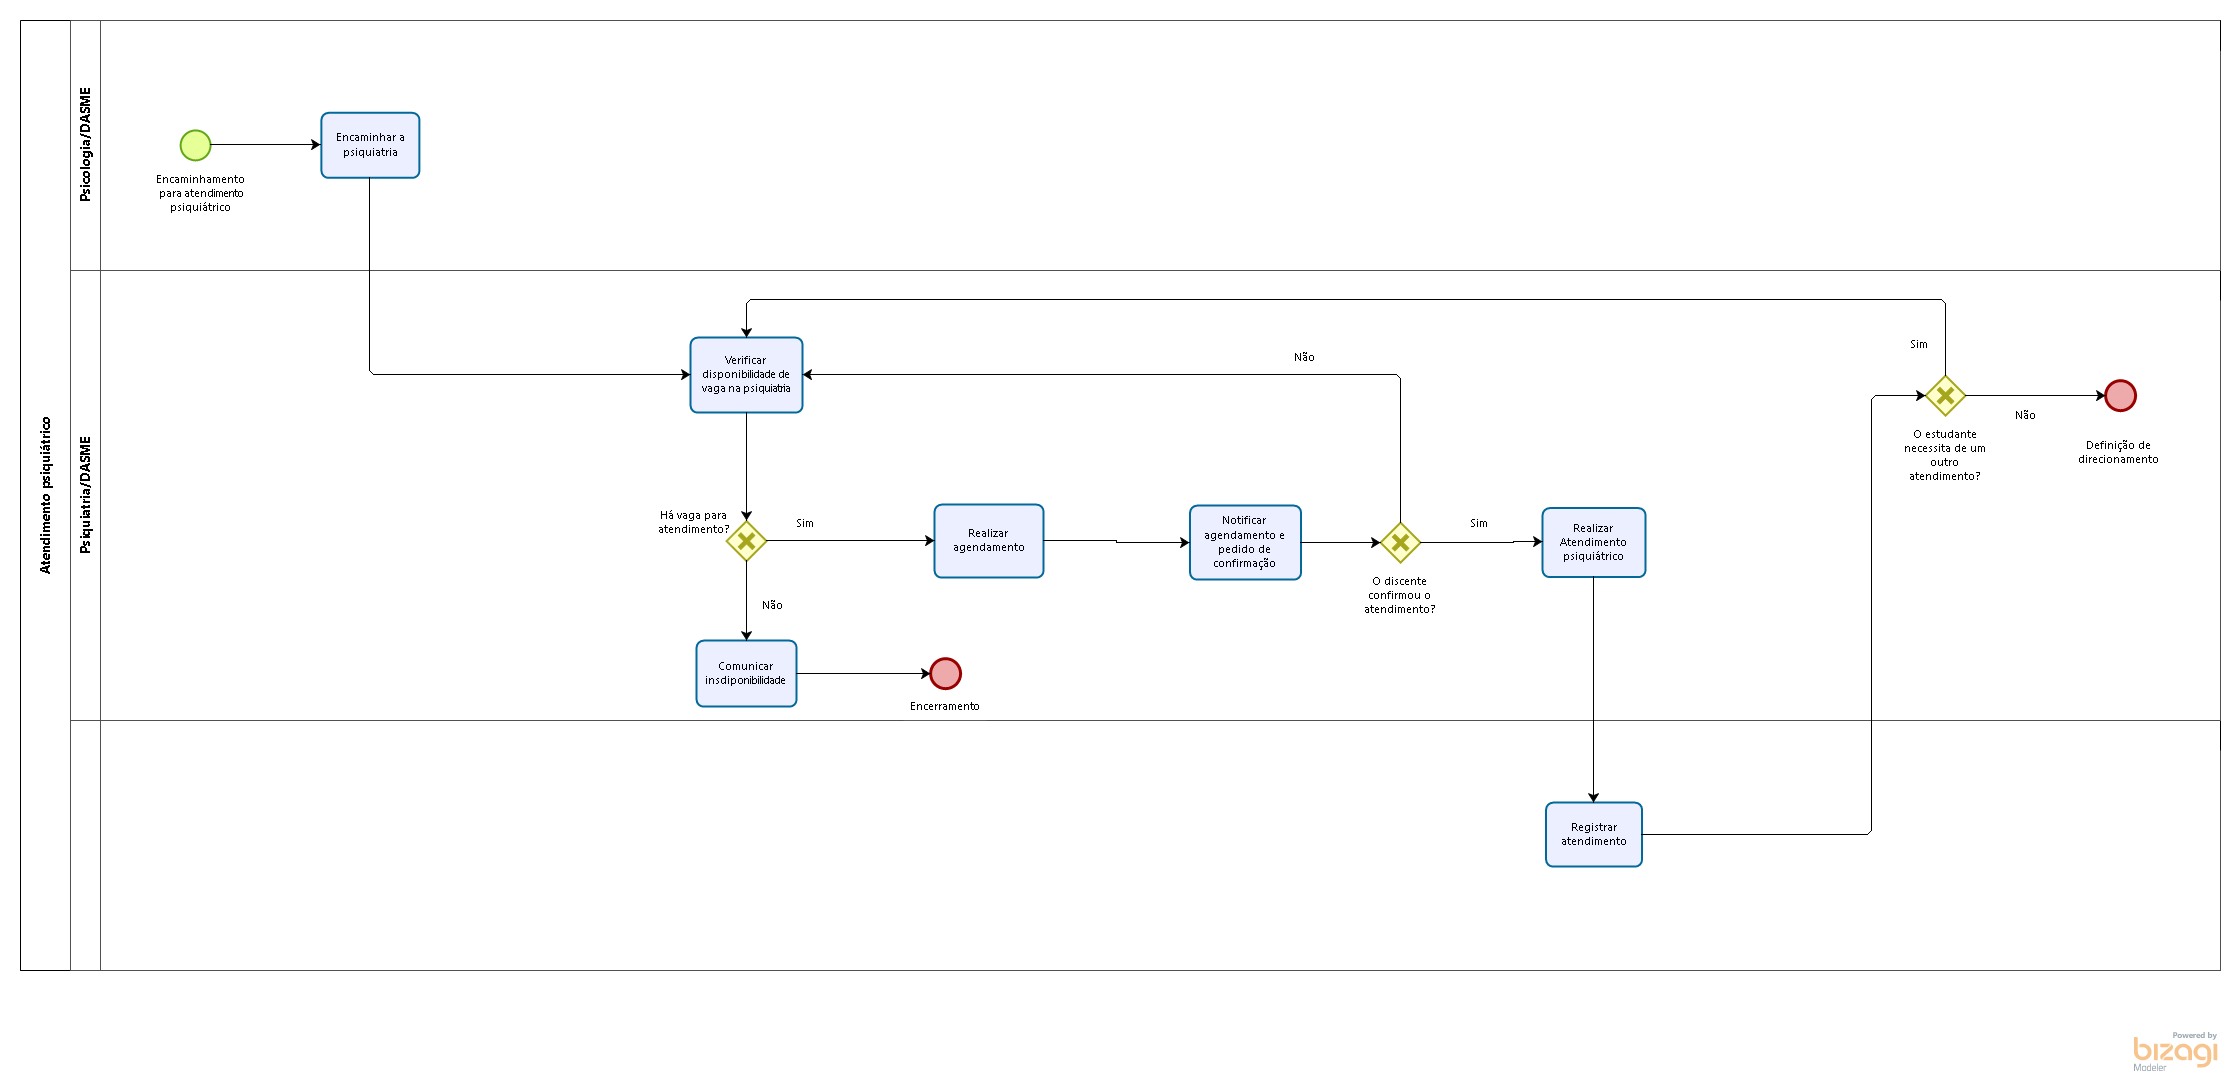 Atendimento psiquiátrico
Psicologia/DASME
Encaminhamento
para atendimento
psiquiátrico
Encaminhar a
psiquiatria
Psiquiatria/DASME
Verificar
disponibilidade de
vaga na psiquiatria
Há vaga para
atendimento?
Sim
Não
Comunicar
insdiponibilidade
Encerramento
Realizar
agendamento
Notificar
agendamento e
pedido de
confirmação
O discente
confirmou o
atendimento?
Não
Sim
Realizar
Atendimento
psiquiátrico
Registrar
atendimento
O estudante
necessita de um
outro
atendimento?
Sim
Não
Definição de
direcionamento
Powered by
bizagi
Modeler